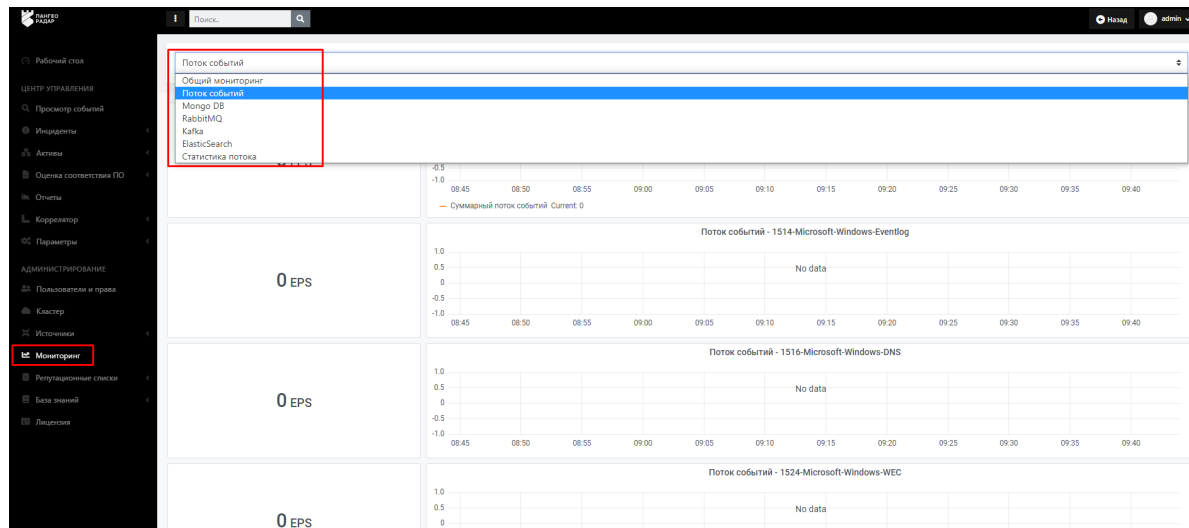 ПАНГЕО
РАДАР
Поиск..
Назад
admin
Рабочий стол
ЦЕНТР УПРАВЛЕНИЯ
Просмотр событий
Инциденты
Активы
Оценка соответствия ПО
Отчеты
Коррелятор
Параметры
АДМИНИСТРИРОВАНИЕ
Пользователи и права
Кластер
Источники
Мониторинг
Репутационные списки
База знаний
Лицензия
Поток событий
Общий мониторинг
Поток событий
Mongo DB
RabbitMQ
Kafka
ElasticSearch
Статистика потока
-0.5
-1.0
08:45 08:50 08:55 09:00 09:05 09:10 09:15 09:20 09:25 09:30 09:35 09:40
Суммарный поток событий Current: 0
0 EPS
Поток событий - 1514-Microsoft-Windows-Eventlog
1.0
0.5
0
-0.5
-1.0
No data
08:45 08:50 08:55 09:00 09:05 09:10 09:15 09:20 09:25 09:30 09:35 09:40
0 EPS
Поток событий - 1516-Microsoft-Windows-DNS
1.0
0.5
0
-0.5
-1.0
No data
08:45 08:50 08:55 09:00 09:05 09:10 09:15 09:20 09:25 09:30 09:35 09:40
0 EPS
Поток событий - 1524-Microsoft-Windows-WEC
1.0
0.5
0
No data